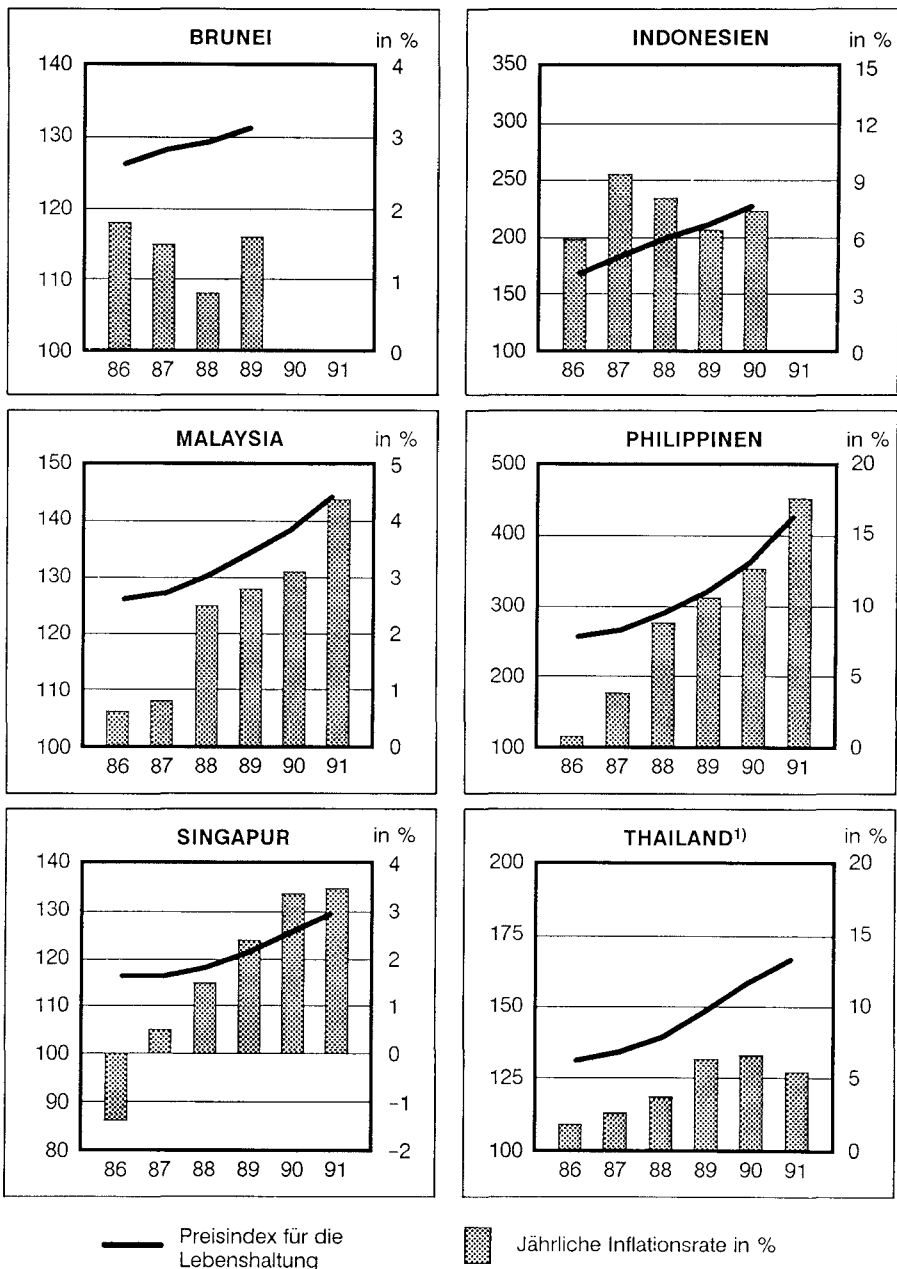 BRUNEI in %
140 4
130 3
120 2
110 1
100 0
86 87 88 89 90 91
INDONESIEN in %
350 15
300 12
250 9
200 6
150 3
100 0
86 87 88 89 90 91
MALAYSIA in %
150 5
140 4
130 3
120 2
110 1
100 0
86 87 88 89 90 91
PHILIPPINEN in %
500 20
400 15
300 10
200 5
100 0
86 87 88 89 90 91
SINGAPUR in %
140 4
130 3
120 2
110 1
100 0
90 -1
80 -2
86 87 88 89 90 91
THAILAND¹⁾ in %
200 20
175 15
150 10
125 5
100 0
86 87 88 89 90 91
Preisindex für die
Lebenshaltung
Jährliche Inflationsrate in %